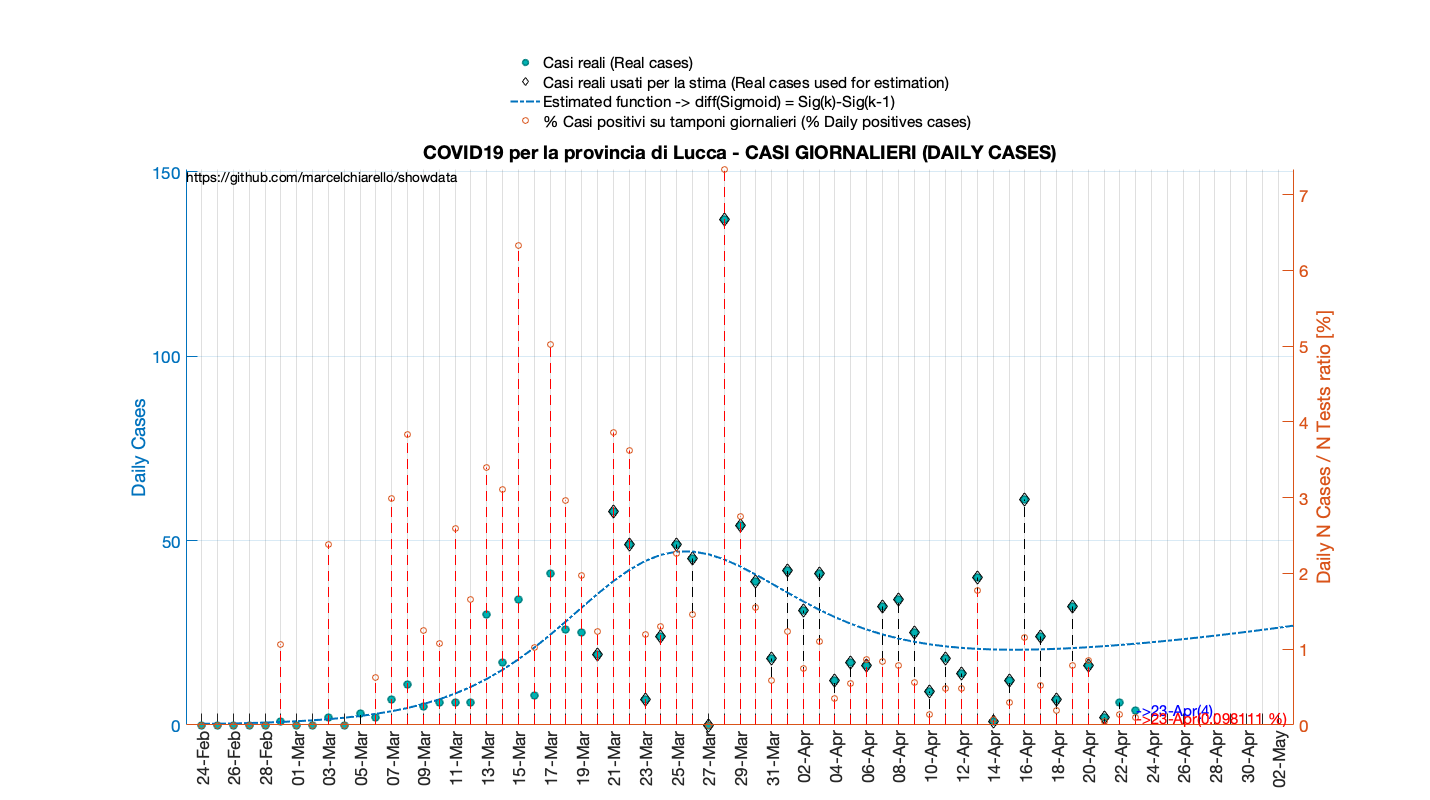 Casi reali (Real cases)
Casi reali usati per la stima (Real cases used for estimation)
Estimated function -> diff(Sigmoid) = Sig(k)-Sig(k-1)
% Casi positivi su tamponi giornalieri (% Daily positives cases)
COVID19 per la provincia di Lucca - CASI GIORNALIERI (DAILY CASES)
https://github.com/marcelchiarello/showdata
150
100
50
0
Daily Cases
7
6
5
4
3
2
1
0
Daily N Cases / N Tests ratio [%]
->23-Apr(4)
->23-Apr(0.098111 %)
24-Feb
26-Feb
28-Feb
01-Mar
03-Mar
05-Mar
07-Mar
09-Mar
11-Mar
13-Mar
15-Mar
17-Mar
19-Mar
21-Mar
23-Mar
25-Mar
27-Mar
29-Mar
31-Mar
02-Apr
04-Apr
06-Apr
08-Apr
10-Apr
12-Apr
14-Apr
16-Apr
18-Apr
20-Apr
22-Apr
24-Apr
26-Apr
28-Apr
30-Apr
02-May